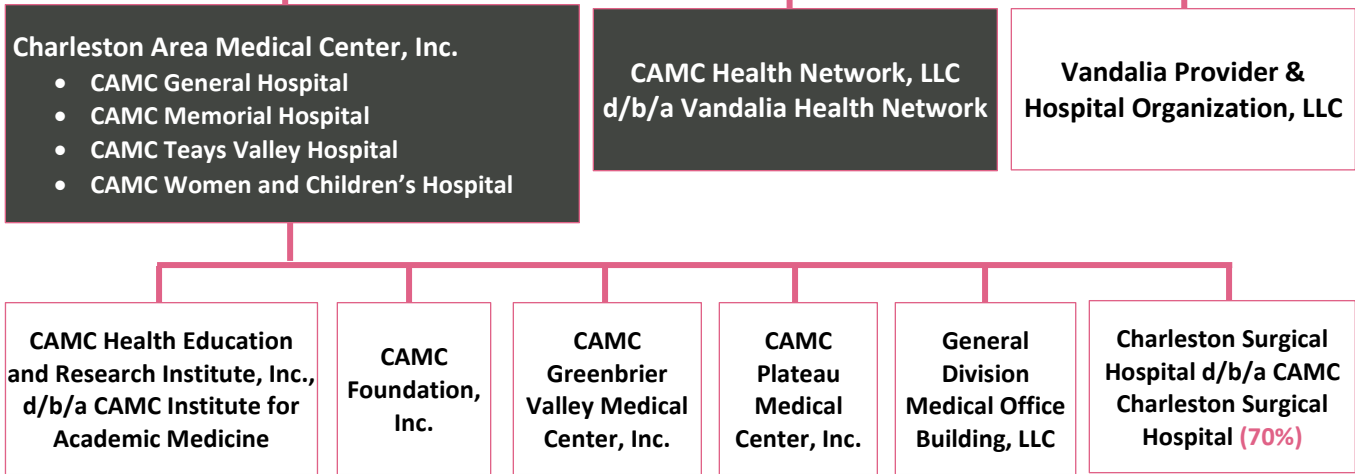 Charleston Area Medical Center, Inc.
• CAMC General Hospital
• CAMC Memorial Hospital
• CAMC Teays Valley Hospital
• CAMC Women and Children’s Hospital
CAMC Health Network, LLC
d/b/a Vandalia Health Network
Vandalia Provider &
Hospital Organization, LLC
CAMC Health Education
and Research Institute, Inc.,
d/b/a CAMC Institute for
Academic Medicine
CAMC
Foundation,
Inc.
CAMC
Greenbrier
Valley Medical
Center, Inc.
CAMC
Plateau
Medical
Center, Inc.
General
Division
Medical Office
Building, LLC
Charleston Surgical
Hospital d/b/a CAMC
Charleston Surgical
Hospital (70%)